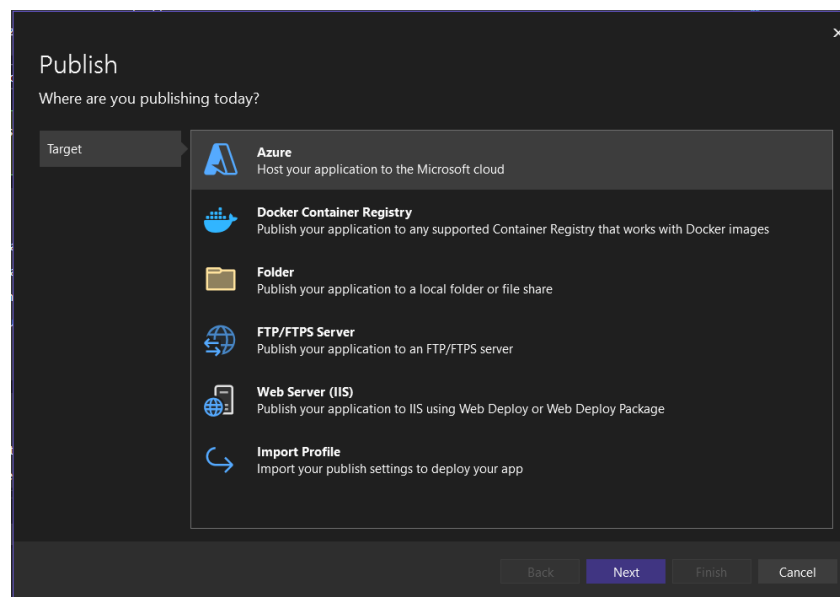 Publish
Where are you publishing today?
Target
Azure
Host your application to the Microsoft cloud
Docker Container Registry
Publish your application to any supported Container Registry that works with Docker images
Folder
Publish your application to a local folder or file share
FTP/FTPS Server
Publish your application to an FTP/FTPS server
Web Server (IIS)
Publish your application to IIS using Web Deploy or Web Deploy Package
Import Profile
Import your publish settings to deploy your app
Back
Next
Finish
Cancel